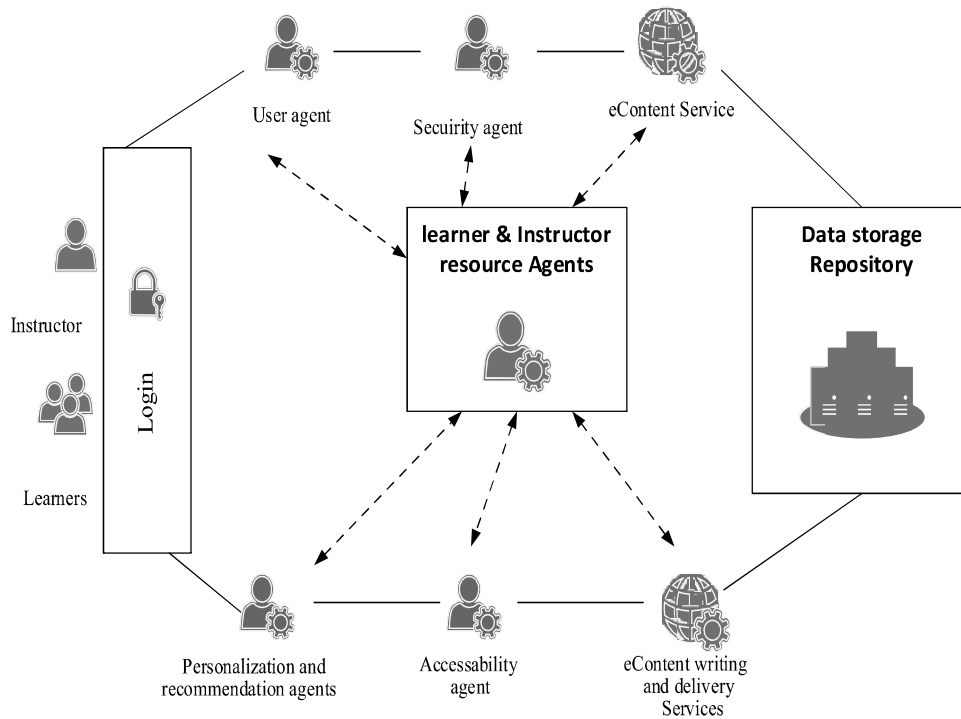 User agent
Secuirity agent
eContent Service
learner & Instructor
resource Agents
Data storage
Repository
Instructor
Login
Learners
Personalization and
recommendation agents
Accessability
agent
eContent writing
and delivery
Services